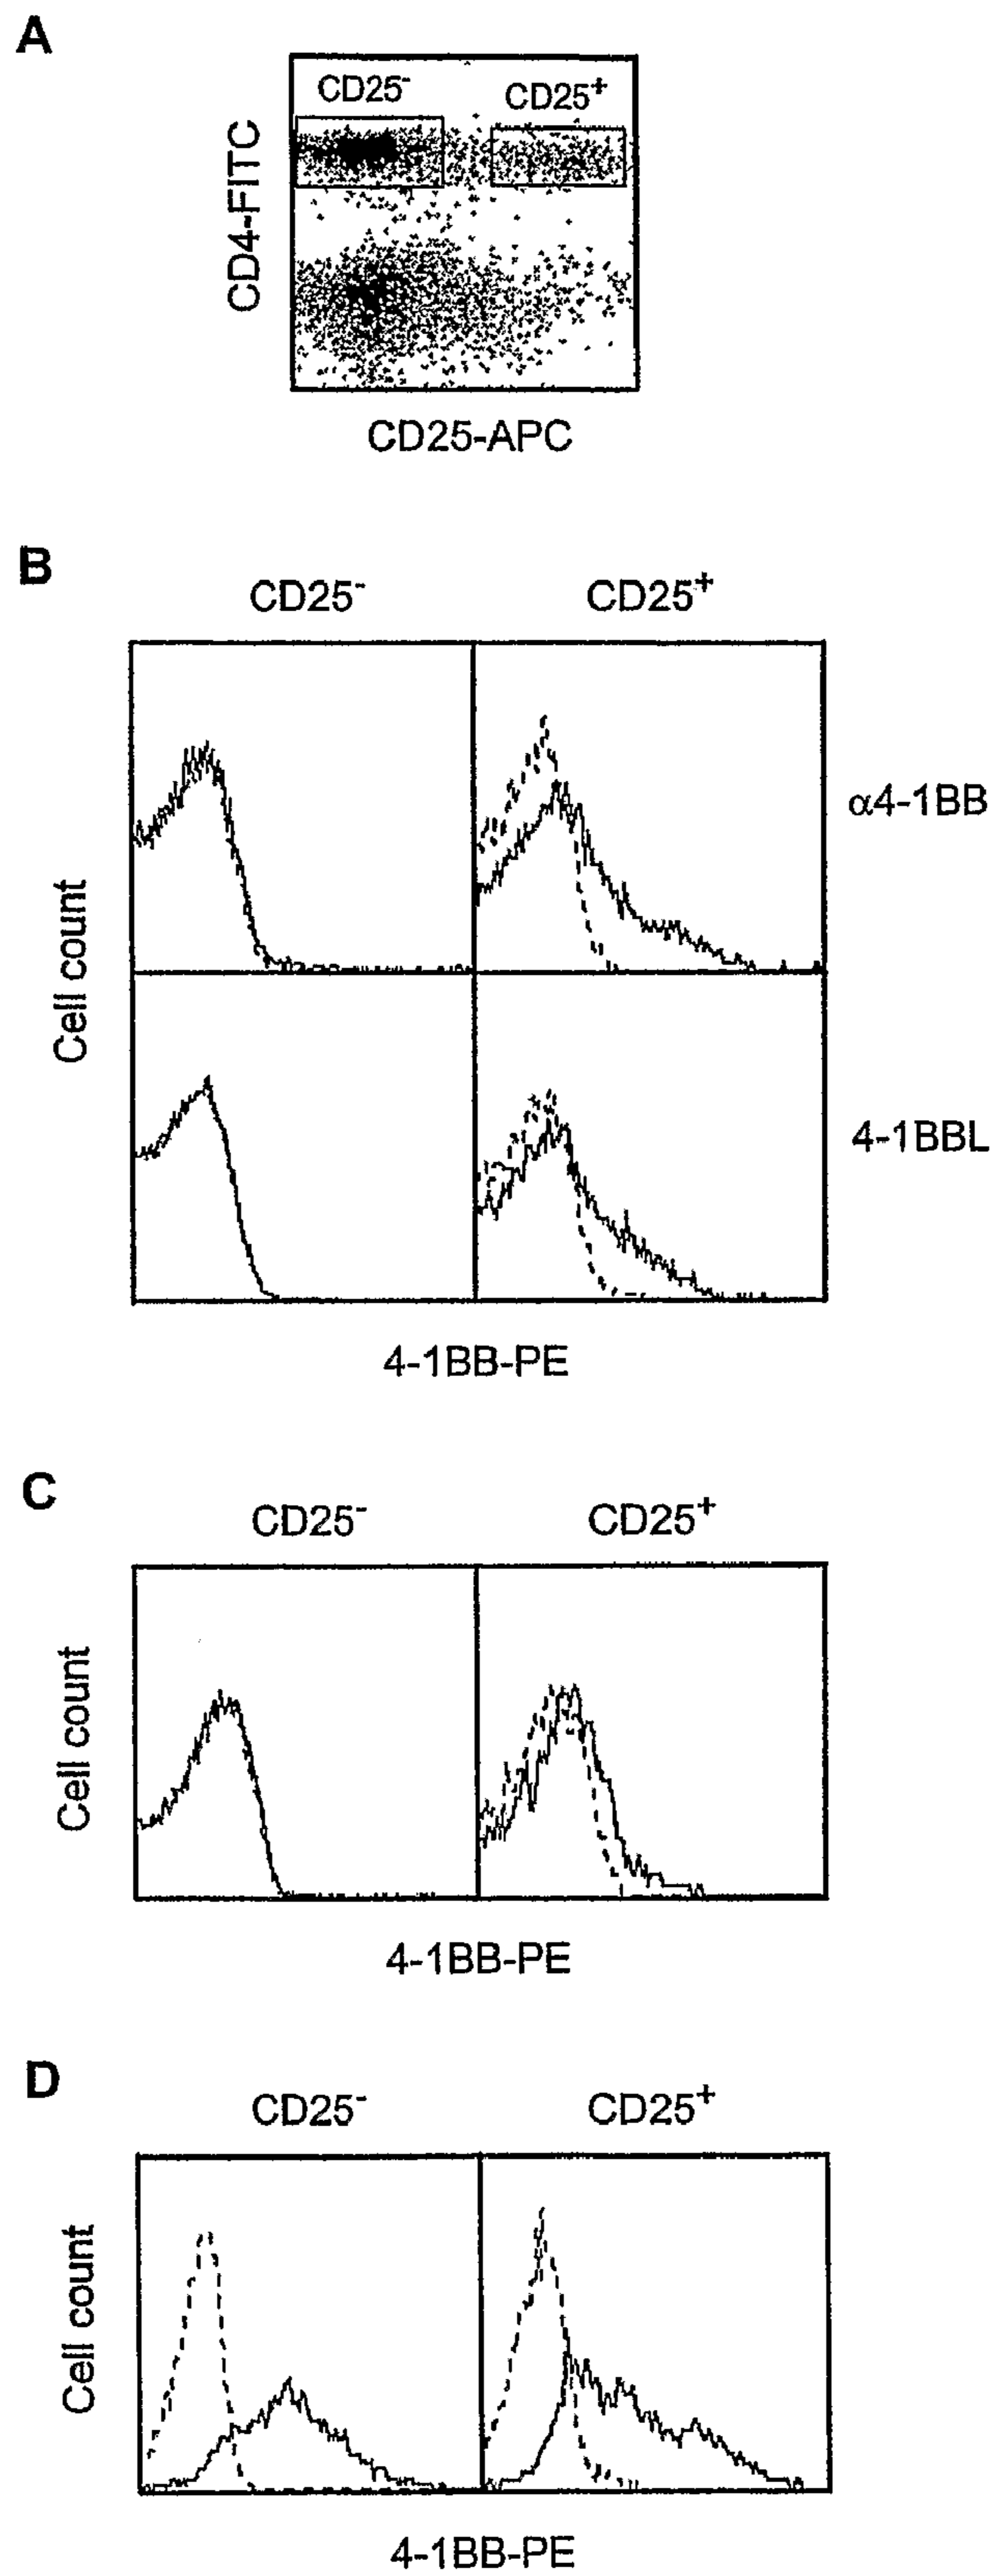 A
CD25⁻ CD25⁺
CD4-FITC
CD25-APC
B
CD25⁻ CD25⁺
α4-1BB
Cell count
4-1BBL
4-1BB-PE
C
CD25⁻ CD25⁺
Cell count
4-1BB-PE
D
CD25⁻ CD25⁺
Cell count
4-1BB-PE